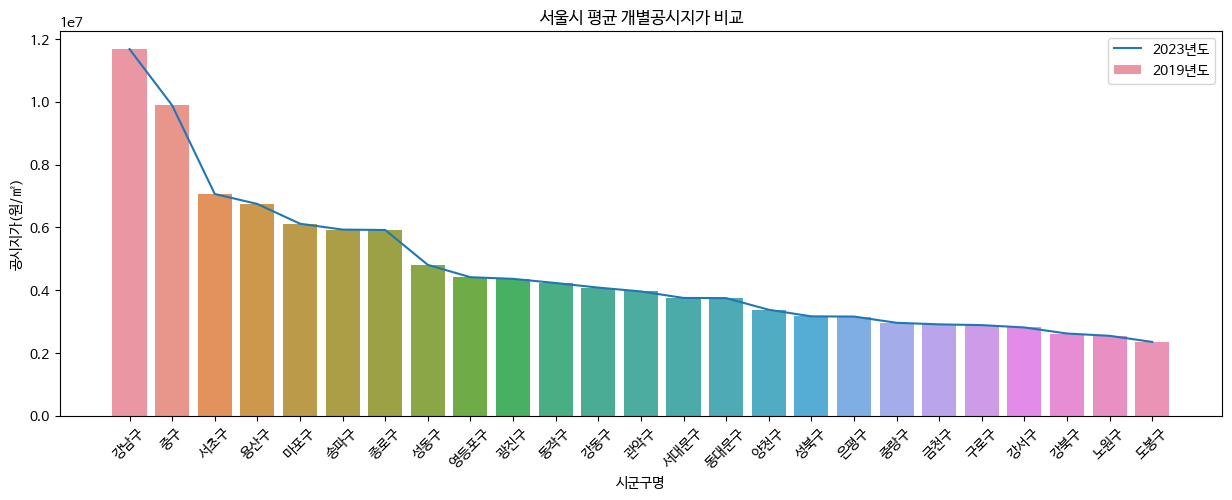 서울시 평균 개별공시지가 비교
1e7
2023년도
2019년도
1.2
1.0
0.8
0.6
0.4
0.2
0.0
공시지가(원/㎡)
강남구 중구 서초구 용산구 마포구 송파구 종로구 성동구 영등포구 광진구 동작구 강동구 관악구 서대문구 동대문구 양천구 성북구 은평구 중랑구 금천구 구로구 강서구 강북구 노원구 도봉구
시군구명